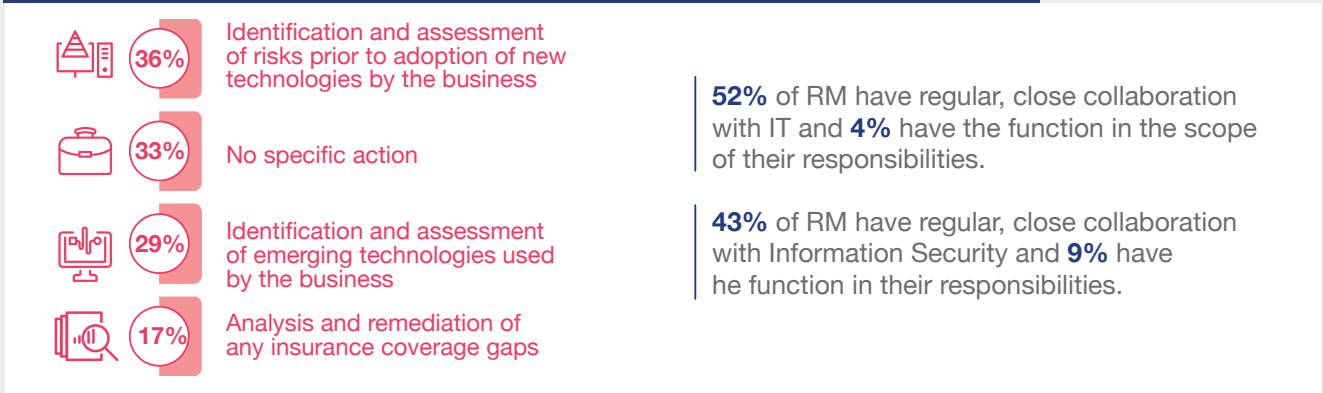 36%
Identification and assessment
of risks prior to adoption of new
technologies by the business
33%
No specific action
29%
Identification and assessment
of emerging technologies used
by the business
17%
Analysis and remediation of
any insurance coverage gaps
52% of RM have regular, close collaboration
with IT and 4% have the function in the scope
of their responsibilities.
43% of RM have regular, close collaboration
with Information Security and 9% have
he function in their responsibilities.